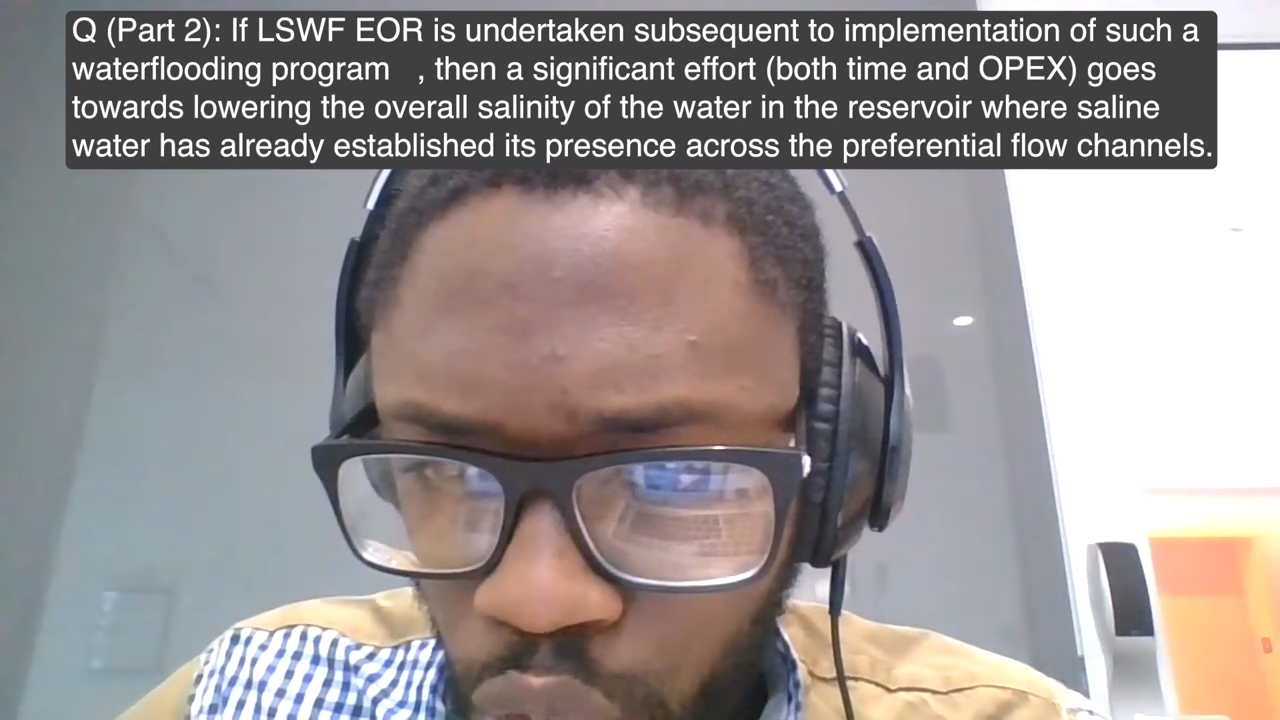 Q (Part 2): If LSWF EOR is undertaken subsequent to implementation of such a
waterflooding program , then a significant effort (both time and OPEX) goes
towards lowering the overall salinity of the water in the reservoir where saline
water has already established its presence across the preferential flow channels.